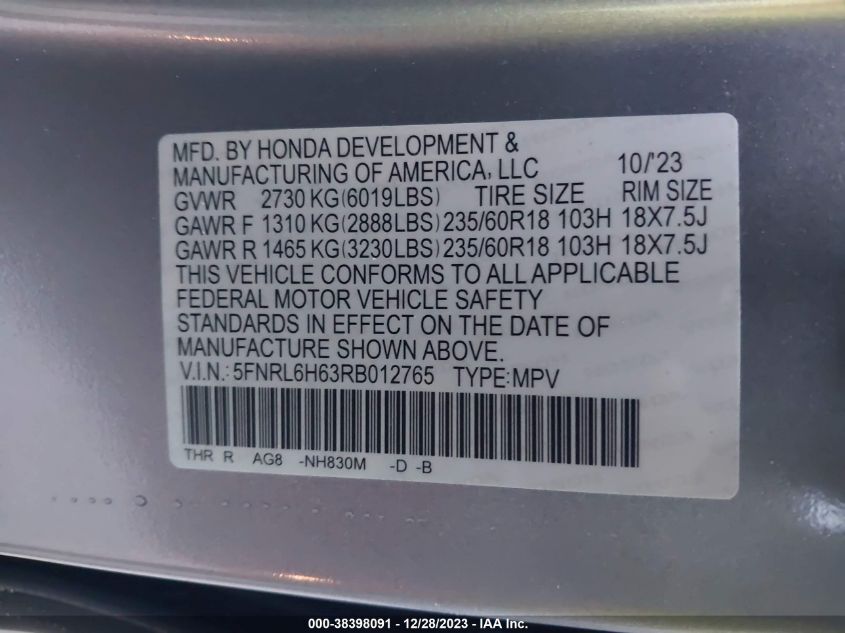 MFD. BY HONDA DEVELOPMENT &
MANUFACTURING OF AMERICA, LLC 10/'23
GVWR 2730 KG(6019LBS) TIRE SIZE RIM SIZE
GAWR F 1310 KG(2888LBS) 235/60R18 103H 18X7.5J
GAWR R 1465 KG(3230LBS) 235/60R18 103H 18X7.5J
THIS VEHICLE CONFORMS TO ALL APPLICABLE
FEDERAL MOTOR VEHICLE SAFETY
STANDARDS IN EFFECT ON THE DATE OF
MANUFACTURE SHOWN ABOVE.
V.I.N.: 5FNRL6H63RB012765 TYPE:MPV
THR R AG8 -NH830M -D -B
000-38398091 - 12/28/2023 - IAA Inc.